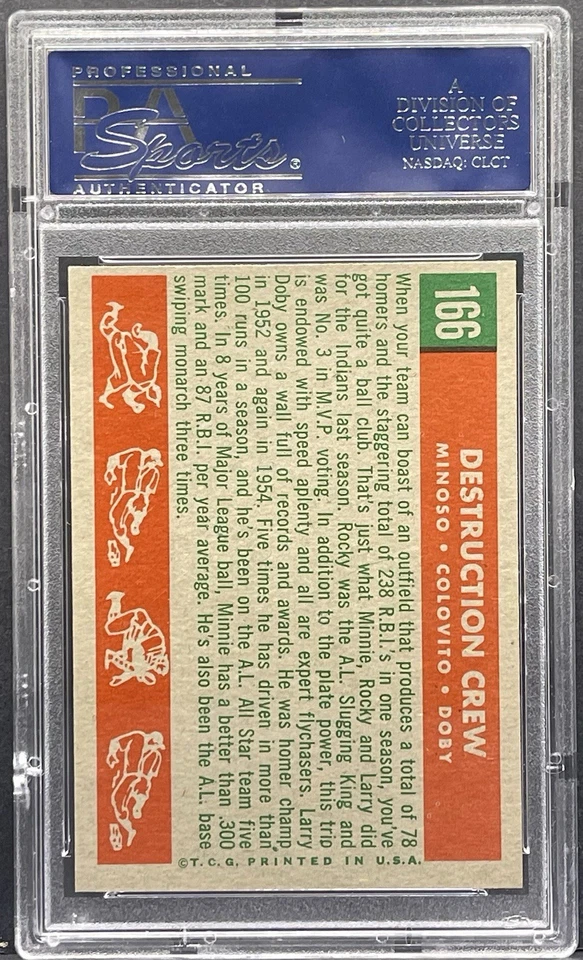 PROFESSIONAL
PSA
Sports®
AUTHENTICATOR
A
DIVISION OF
COLLECTORS
UNIVERSE
NASDAQ: CLCT
166
DESTRUCTION CREW
MINOSO • COLOVITO • DOBY
When your team can boast of an outfield that produces a total of 78
homers and the staggering total of 238 R.B.I.'s in one season, you've
got quite a ball club. That's just what Minnie, Rocky and Larry did
for the Indians last season. Rocky was the A.L. Slugging King and
was No. 3 in M.V.P. voting. In addition to the plate power, this trio
is endowed with speed aplenty and all are expert flychasers. Larry
Doby owns a wall full of records and awards. He was homer champ
in 1952 and again in 1954. Five times he has driven in more than
100 runs in a season, and he's been on the A.L. All Star team five
times. In 8 years of Major League ball, Minnie has a better than .300
mark and an 87 R.B.I. per year average. He's also been the A.L. base
swiping monarch three times.
©T.C.G. PRINTED IN U.S.A.